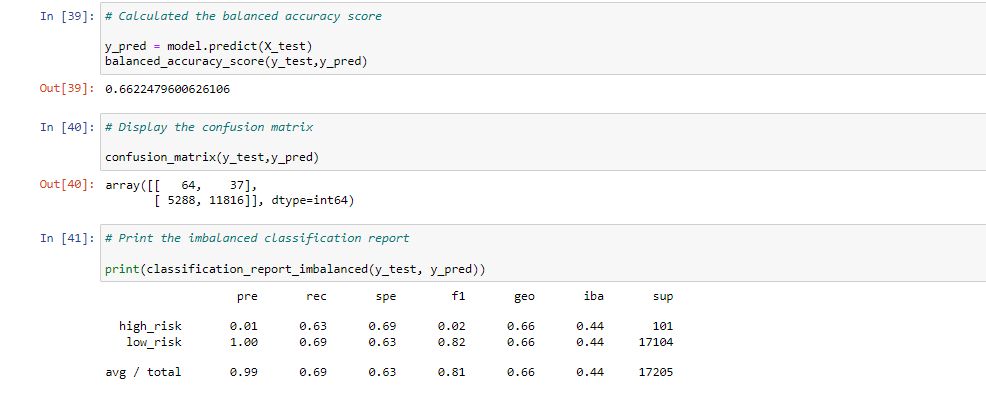 In [39]: # Calculated the balanced accuracy score
y_pred = model.predict(X_test)
balanced_accuracy_score(y_test,y_pred)
Out[39]: 0.6622479600626106
In [40]: # Display the confusion matrix
confusion_matrix(y_test,y_pred)
Out[40]: array([[   64,    37],
       [ 5288, 11816]], dtype=int64)
In [41]: # Print the imbalanced classification report
print(classification_report_imbalanced(y_test, y_pred))
pre rec spe f1 geo iba sup
high_risk 0.01 0.63 0.69 0.02 0.66 0.44 101
low_risk 1.00 0.69 0.63 0.82 0.66 0.44 17104
avg / total 0.99 0.69 0.63 0.81 0.66 0.44 17205